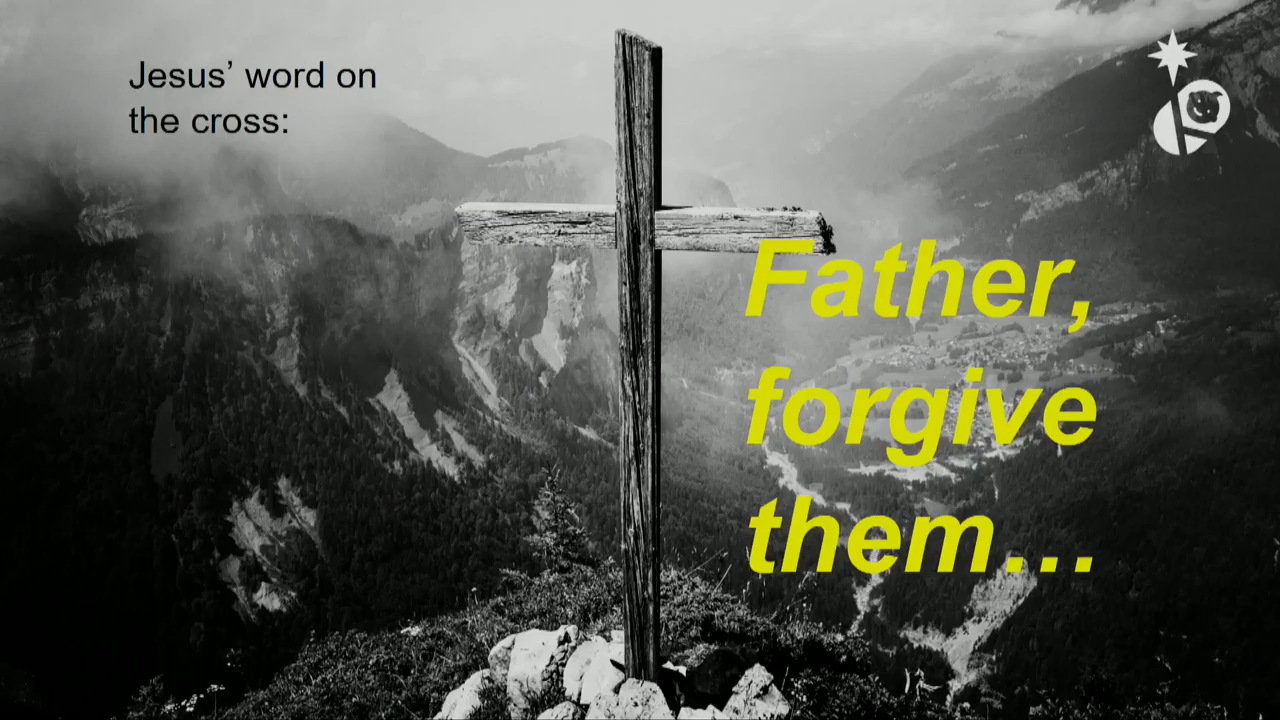 Jesus’ word on
the cross:
Father,
forgive
them…